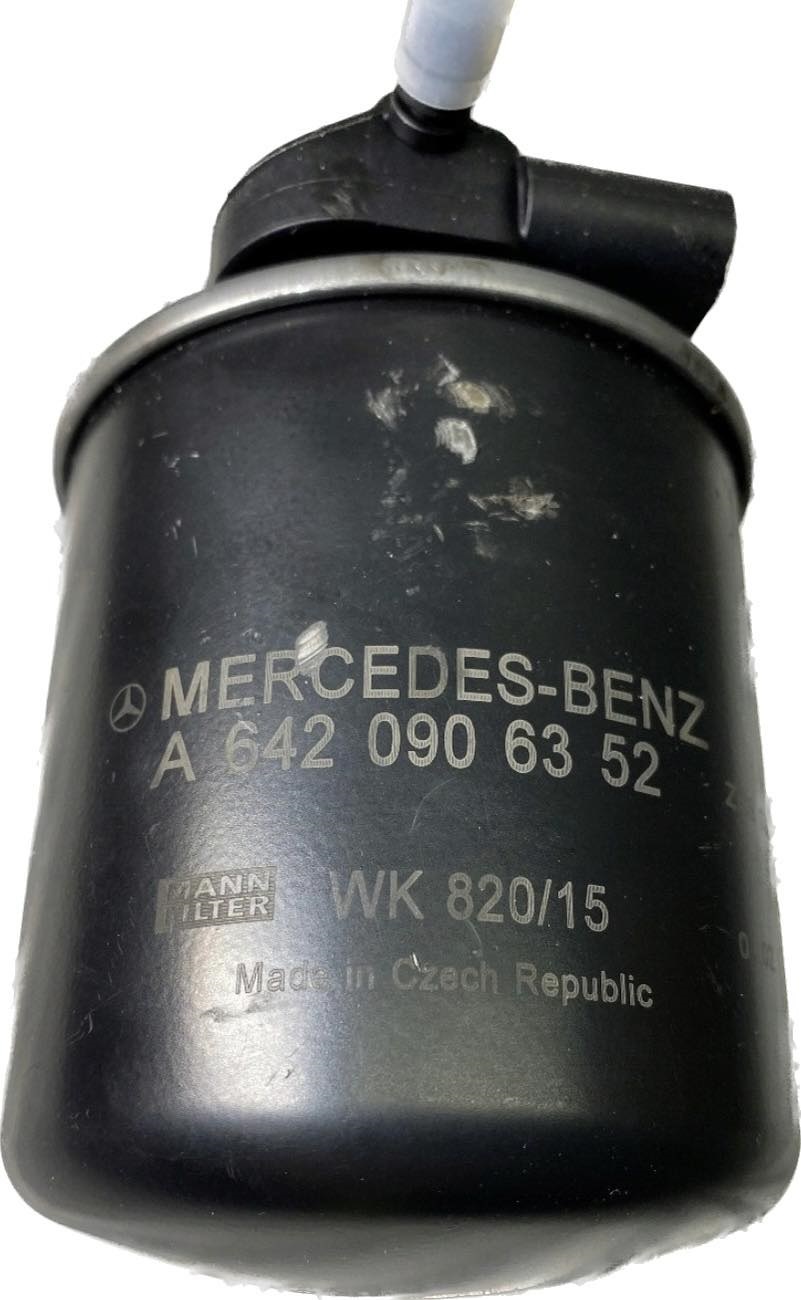 MERCEDES-BENZ
A 642 090 63 52
MANN
FILTER
WK 820/15
Made in Czech Republic